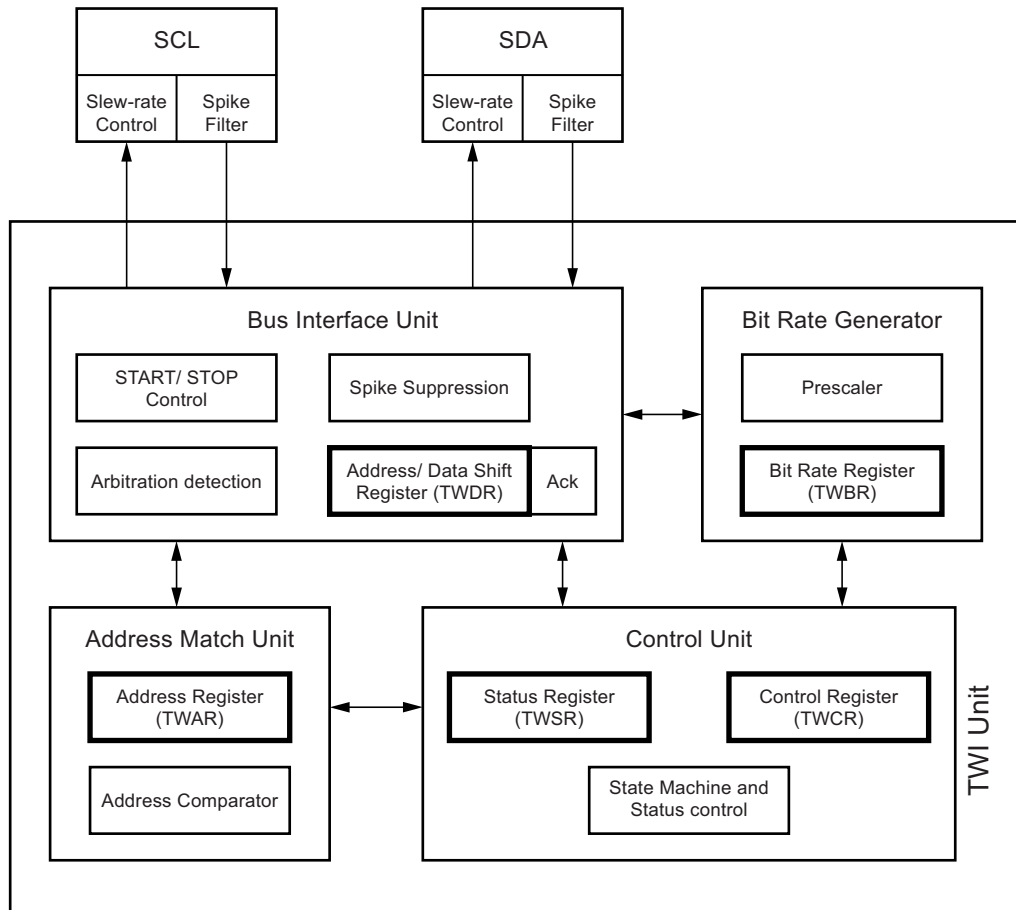 SCL
SDA
Slew-rate
Control
Spike
Filter
Slew-rate
Control
Spike
Filter
Bus Interface Unit
START/ STOP
Control
Spike Suppression
Arbitration detection
Address/ Data Shift
Register (TWDR)
Ack
Bit Rate Generator
Prescaler
Bit Rate Register
(TWBR)
Address Match Unit
Address Register
(TWAR)
Address Comparator
Control Unit
Status Register
(TWSR)
Control Register
(TWCR)
State Machine and
Status control
TWI Unit